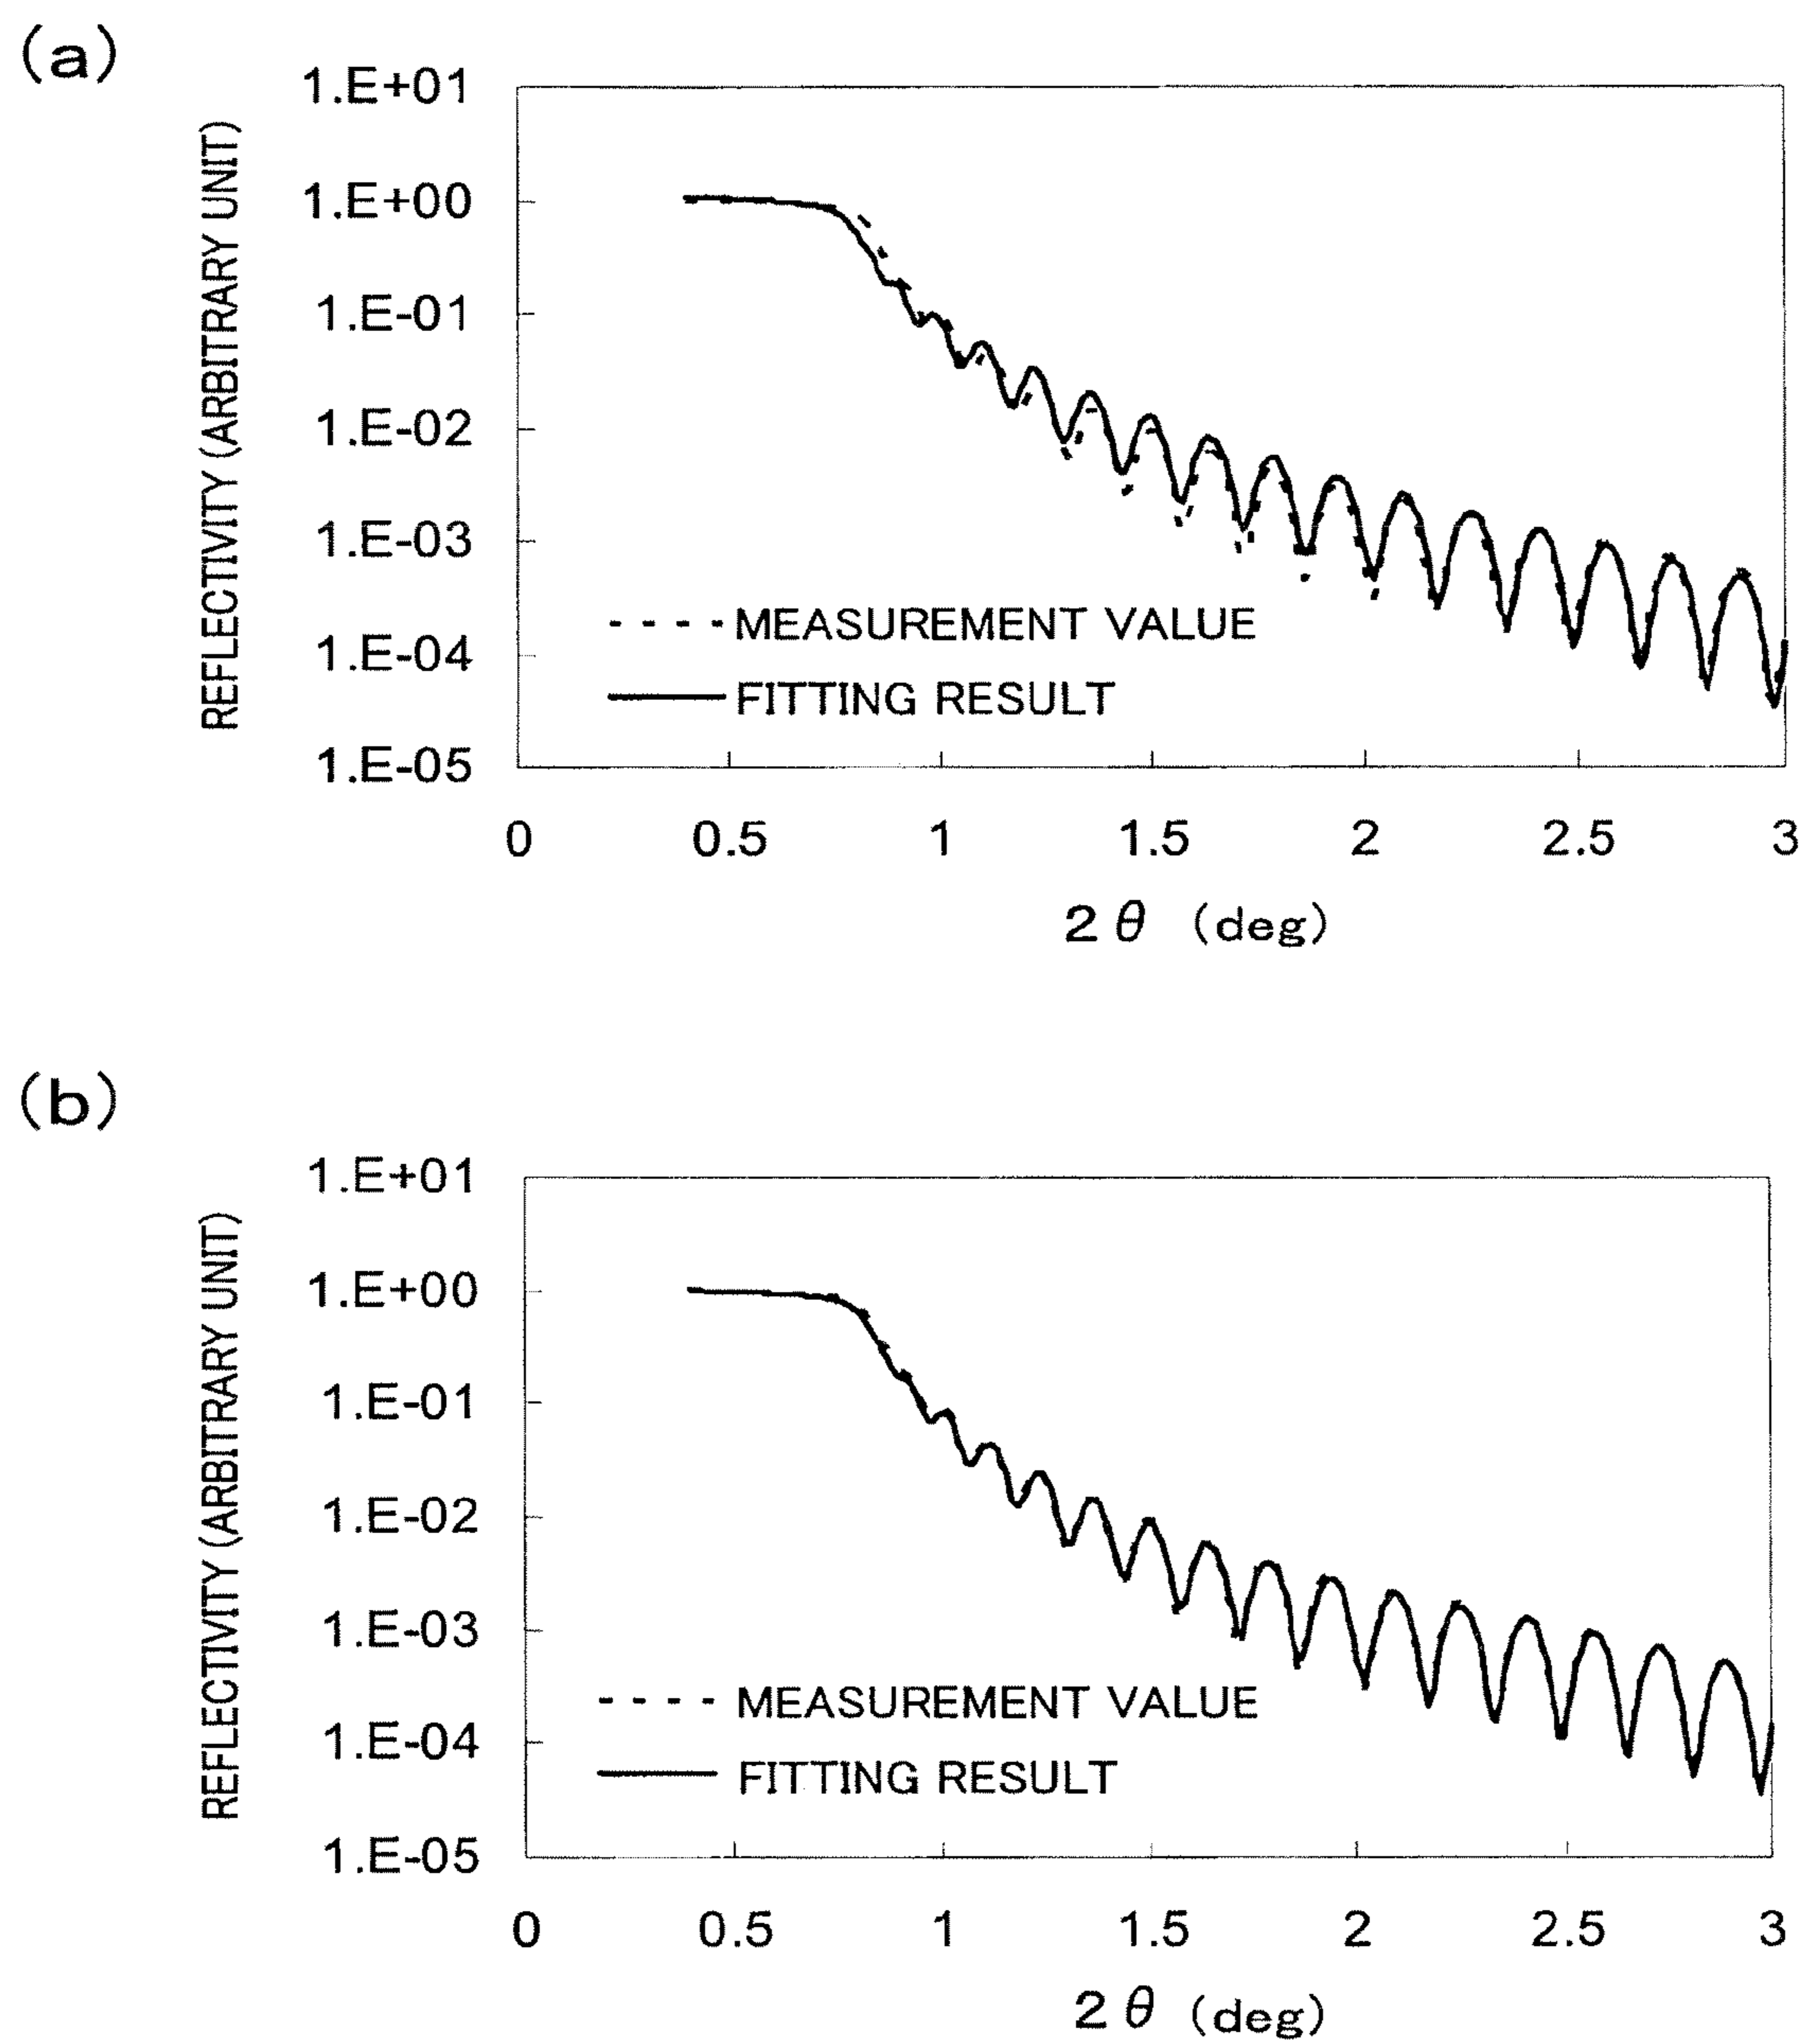 (a)
REFLECTIVITY (ARBITRARY UNIT)
1.E+01
1.E+00
1.E-01
1.E-02
1.E-03
1.E-04
1.E-05
MEASUREMENT VALUE
FITTING RESULT
0 0.5 1 1.5 2 2.5 3
2θ (deg)
(b)
REFLECTIVITY (ARBITRARY UNIT)
1.E+01
1.E+00
1.E-01
1.E-02
1.E-03
1.E-04
1.E-05
MEASUREMENT VALUE
FITTING RESULT
0 0.5 1 1.5 2 2.5 3
2θ (deg)